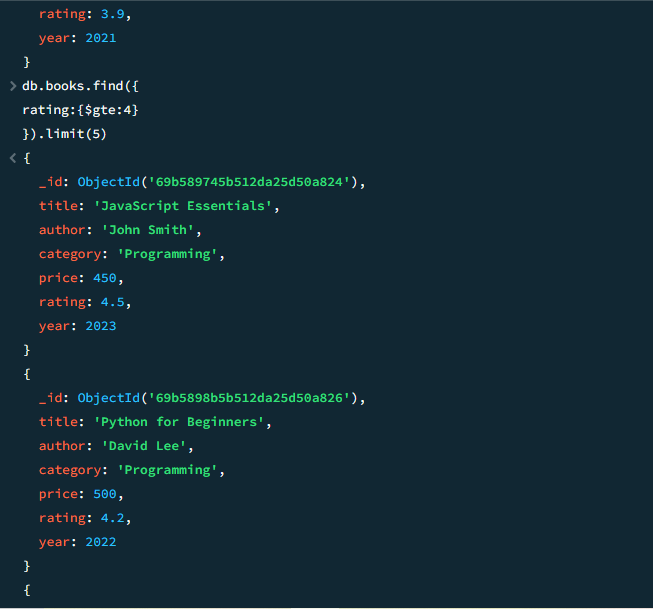 rating: 3.9,
year: 2021
}
> db.books.find({
rating:{$gte:4}
}).limit(5)
< {
_id: ObjectId('69b589745b512da25d50a824'),
title: 'JavaScript Essentials',
author: 'John Smith',
category: 'Programming',
price: 450,
rating: 4.5,
year: 2023
}
{
_id: ObjectId('69b5898b5b512da25d50a826'),
title: 'Python for Beginners',
author: 'David Lee',
category: 'Programming',
price: 500,
rating: 4.2,
year: 2022
}
{